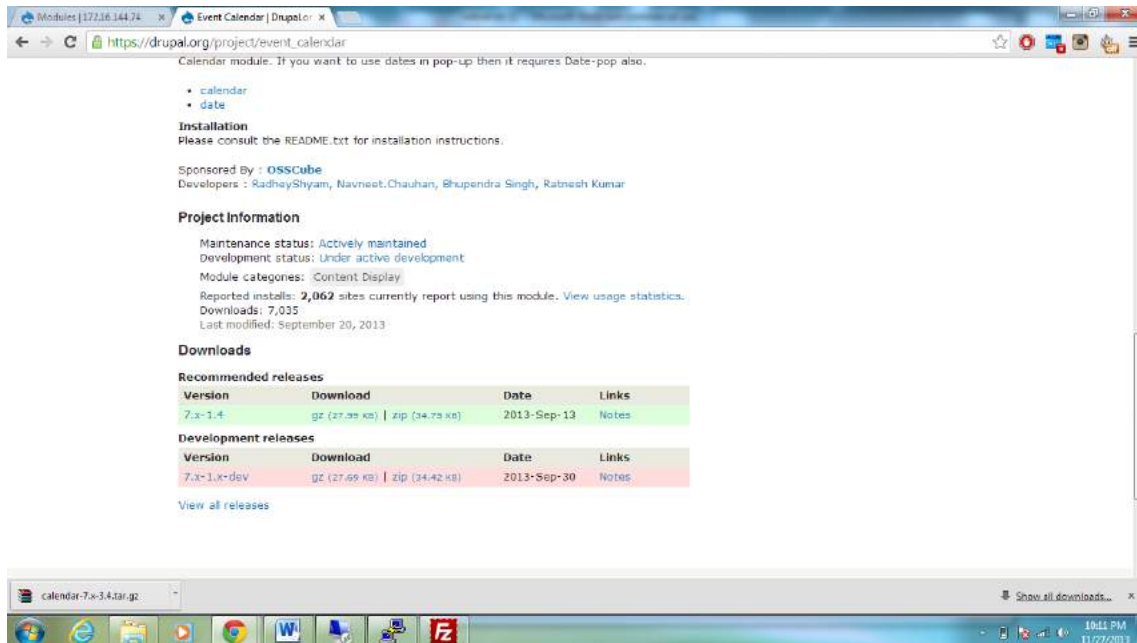 Modules | 172.16.144.74
Event Calendar | Drupal.or
https://drupal.org/project/event_calendar
Calendar module. If you want to use dates in pop-up then it requires Date-pop also.
calendar
date
Installation
Please consult the README.txt for installation instructions.
Sponsored By : OSSCube
Developers : RadheyShyam, Navneet.Chauhan, Bhupendra Singh, Ratnesh Kumar
Project Information
Maintenance status: Actively maintained
Development status: Under active development
Module categories: Content Display
Reported installs: 2,062 sites currently report using this module. View usage statistics.
Downloads: 7,035
Last modified: September 20, 2013
Downloads
Recommended releases
Version Download Date Links
7.x-1.4 gz (27.99 KB) | zip (34.75 KB) 2013-Sep-13 Notes
Development releases
Version Download Date Links
7.x-1.x-dev gz (27.69 KB) | zip (34.42 KB) 2013-Sep-30 Notes
View all releases
calendar-7.x-3.4.tar.gz
Show all downloads...
10:11 PM
11/27/2013